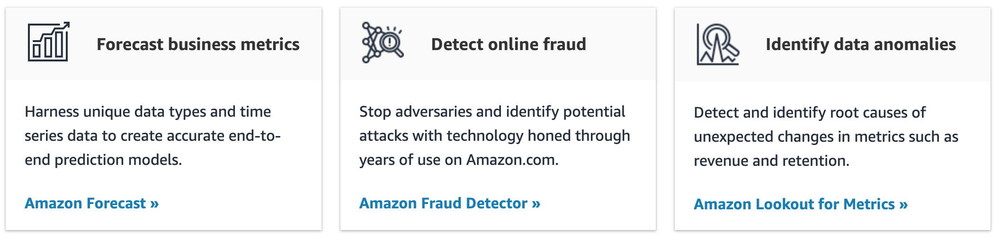 Forecast business metrics
Harness unique data types and time
series data to create accurate end-to-
end prediction models.
Amazon Forecast »
Detect online fraud
Stop adversaries and identify potential
attacks with technology honed through
years of use on Amazon.com.
Amazon Fraud Detector »
Identify data anomalies
Detect and identify root causes of
unexpected changes in metrics such as
revenue and retention.
Amazon Lookout for Metrics »